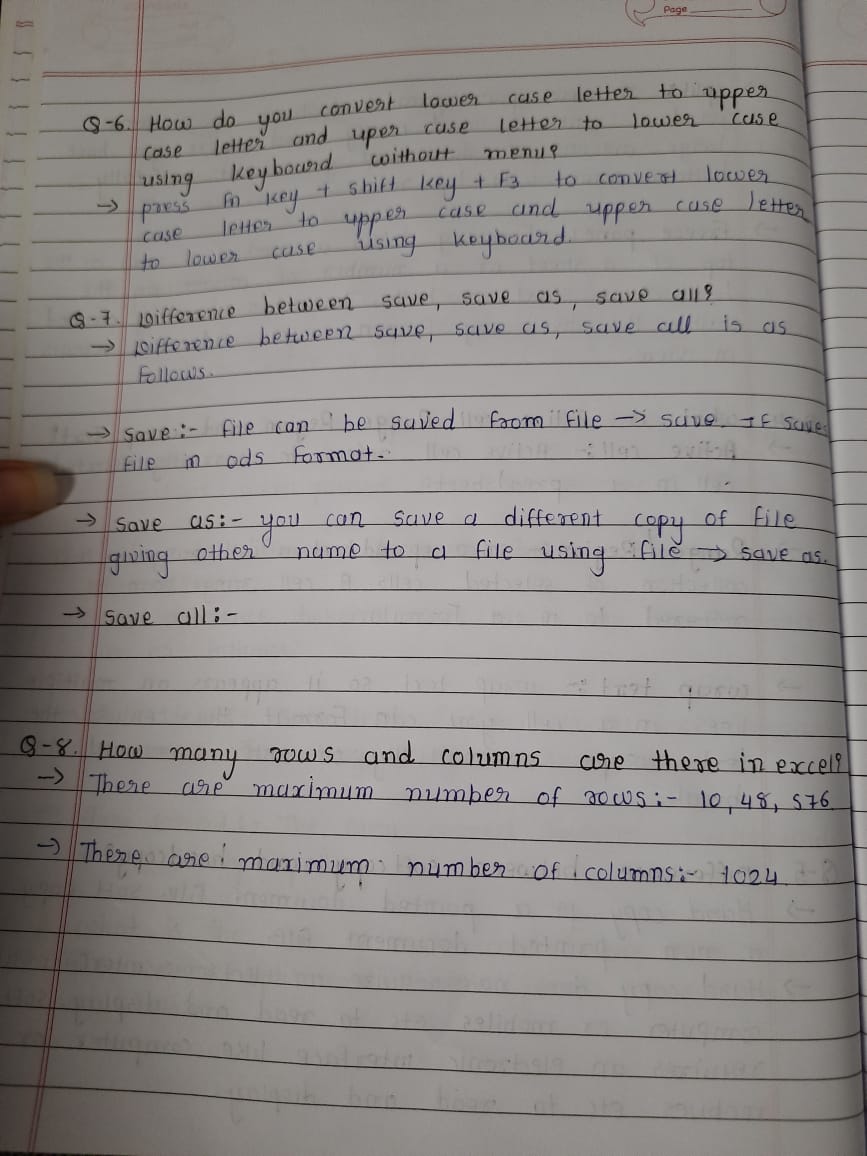 Page
Q-6. How do you convert lower case letter to upper
case letter and uper case letter to lower case
using keyboard without menu?
→ press fn key + shift key + F3 to convert lower
case letter to upper case and upper case letter
to lower case using keyboard.
Q-7. Difference between save, save as, save all?
→ Difference between save, save as, save all is as
follows.
→ save :- file can be saved from file → save. It save
file in ods format.
→ save as:- you can save a different copy of file
giving other name to a file using file → save as.
→ save all :-
Q-8. How many rows and columns are there in excel?
→ There are maximum number of rows:- 10,48,576
→ There are maximum number of columns:- 1024